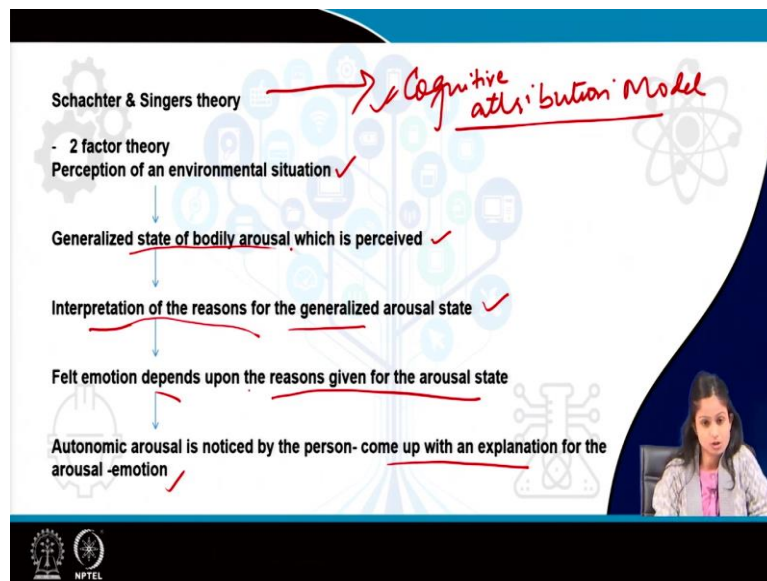 Schachter & Singers theory
Cognitive
attribution Model
- 2 factor theory
Perception of an environmental situation
Generalized state of bodily arousal which is perceived
Interpretation of the reasons for the generalized arousal state
Felt emotion depends upon the reasons given for the arousal state
Autonomic arousal is noticed by the person- come up with an explanation for the
arousal -emotion
NPTEL